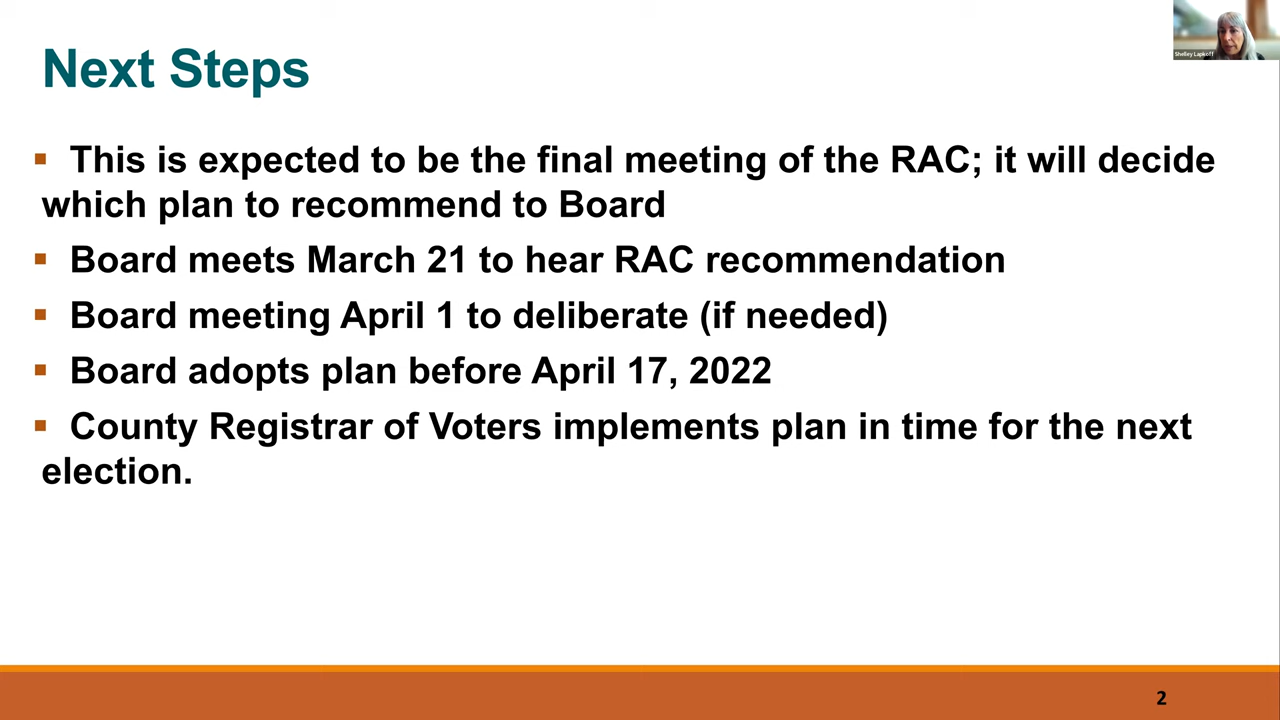 Shelley Lapkoff
Next Steps
▪ This is expected to be the final meeting of the RAC; it will decide
which plan to recommend to Board
▪ Board meets March 21 to hear RAC recommendation
▪ Board meeting April 1 to deliberate (if needed)
▪ Board adopts plan before April 17, 2022
▪ County Registrar of Voters implements plan in time for the next
election.
2